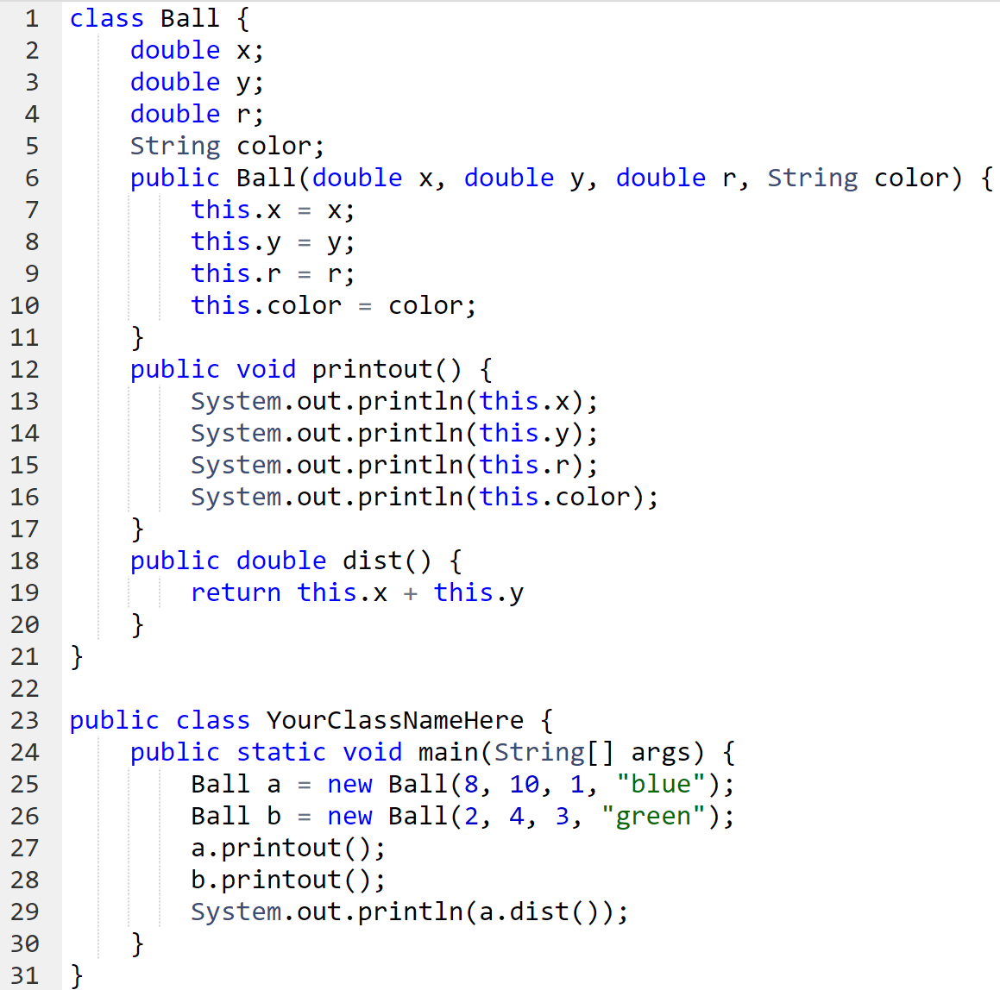 1 class Ball {
2     double x;
3     double y;
4     double r;
5     String color;
6     public Ball(double x, double y, double r, String color) {
7         this.x = x;
8         this.y = y;
9         this.r = r;
10         this.color = color;
11     }
12     public void printout() {
13         System.out.println(this.x);
14         System.out.println(this.y);
15         System.out.println(this.r);
16         System.out.println(this.color);
17     }
18     public double dist() {
19         return this.x + this.y
20     }
21 }
22
23 public class YourClassNameHere {
24     public static void main(String[] args) {
25         Ball a = new Ball(8, 10, 1, "blue");
26         Ball b = new Ball(2, 4, 3, "green");
27         a.printout();
28         b.printout();
29         System.out.println(a.dist());
30     }
31 }